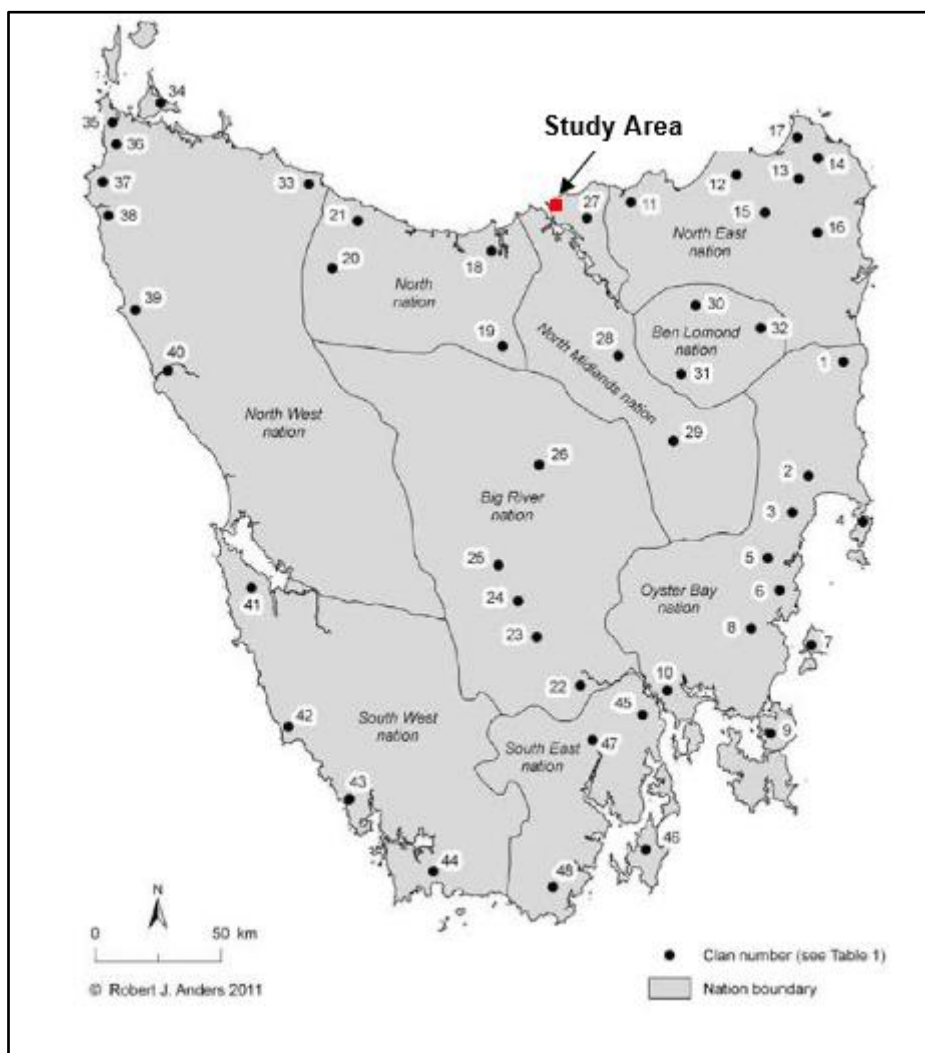 34
35
36
Study Area
17
14
37
33
12
13
38
21
27
11
15
North East
nation
16
20
18
North
nation
39
30
Ben Lomond
nation
32
19
28
40
31
1
North Midlands
nation
North West
nation
29
26
2
Big River
nation
3
4
25
5
41
24
Oyster Bay
nation
6
23
8
7
22
10
45
42
South West
nation
South East
nation
47
9
43
46
44
48
N
0 50 km
© Robert J. Anders 2011
Clan number (see Table 1)
Nation boundary